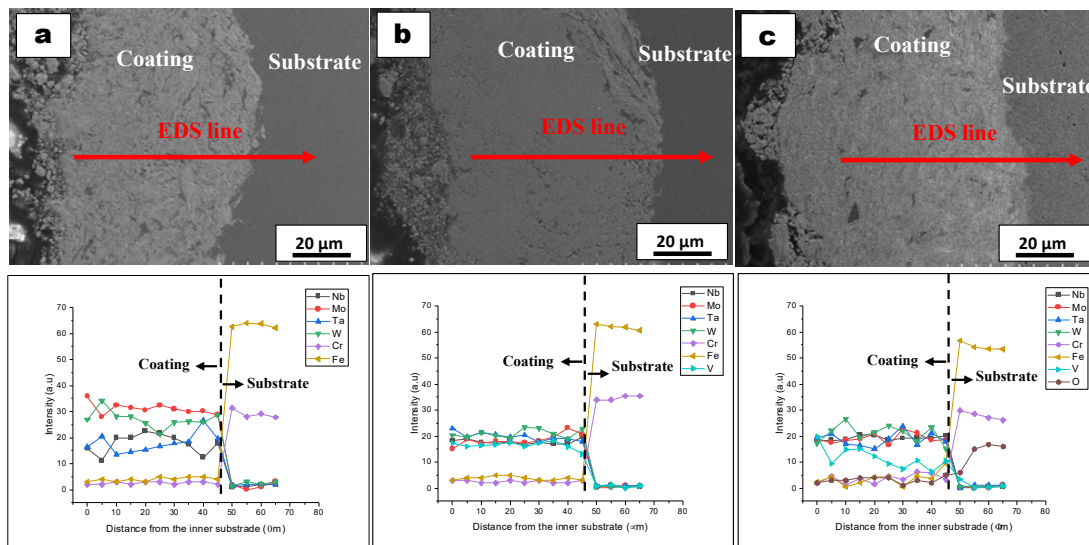 a
Coating
Substrate
EDS line
20 µm
b
Coating
Substrate
EDS line
20 µm
c
Coating
Substrate
EDS line
20 µm
70
60
50
40
30
20
10
0
Intensity (a,u)
Nb
Mo
Ta
W
Cr
Fe
Coating
Substrate
0 10 20 30 40 50 60 70 80
Distance from the inner substrade (0m)
70
60
50
40
30
20
10
0
Intensity (a.u)
Nb
Mo
Ta
W
Cr
Fe
V
Coating
Substrate
0 10 20 30 40 50 60 70 80
Distance from the inner substrate (∝m)
70
60
50
40
30
20
10
0
Intensity (a.u)
Nb
Mo
Ta
W
Cr
Fe
V
O
Coating
Substrate
0 10 20 30 40 50 60 70 80
Distance from the inner substrade (Φm)